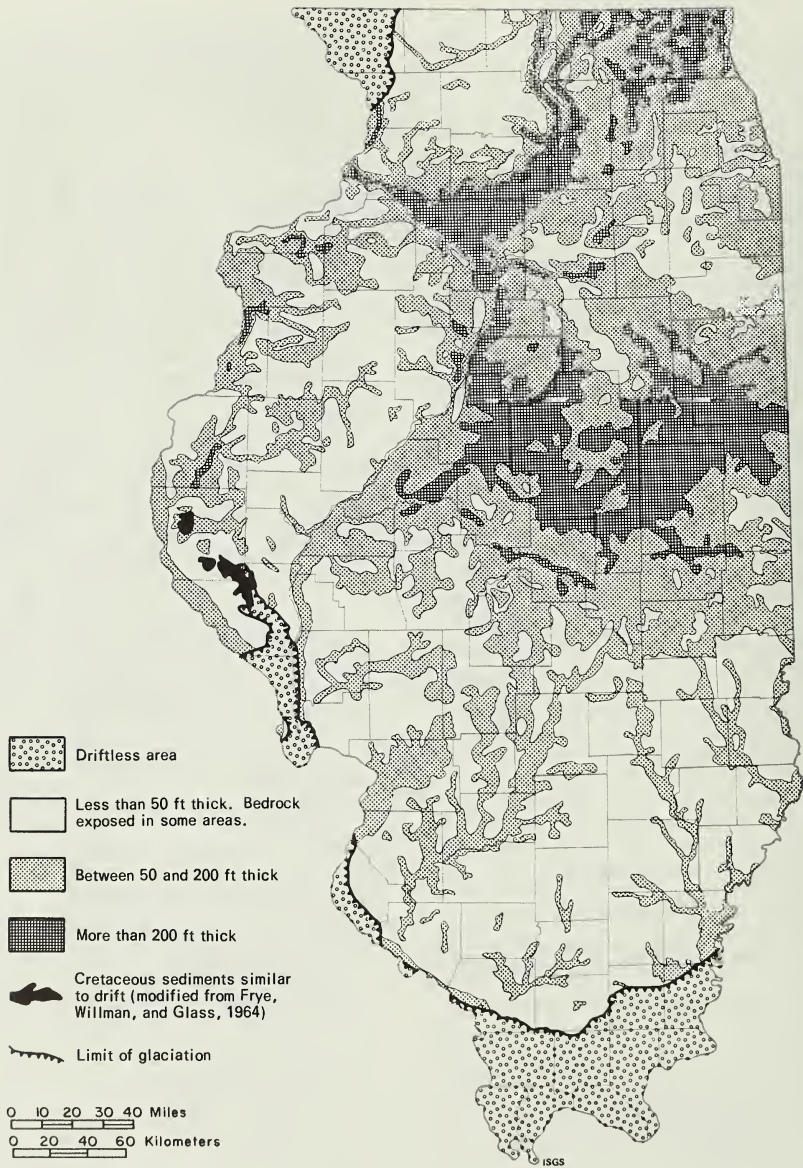 Driftless area
Less than 50 ft thick. Bedrock
exposed in some areas.
Between 50 and 200 ft thick
More than 200 ft thick
Cretaceous sediments similar
to drift (modified from Frye,
Willman, and Glass, 1964)
Limit of glaciation
0 10 20 30 40 Miles
0 20 40 60 Kilometers
ISGS